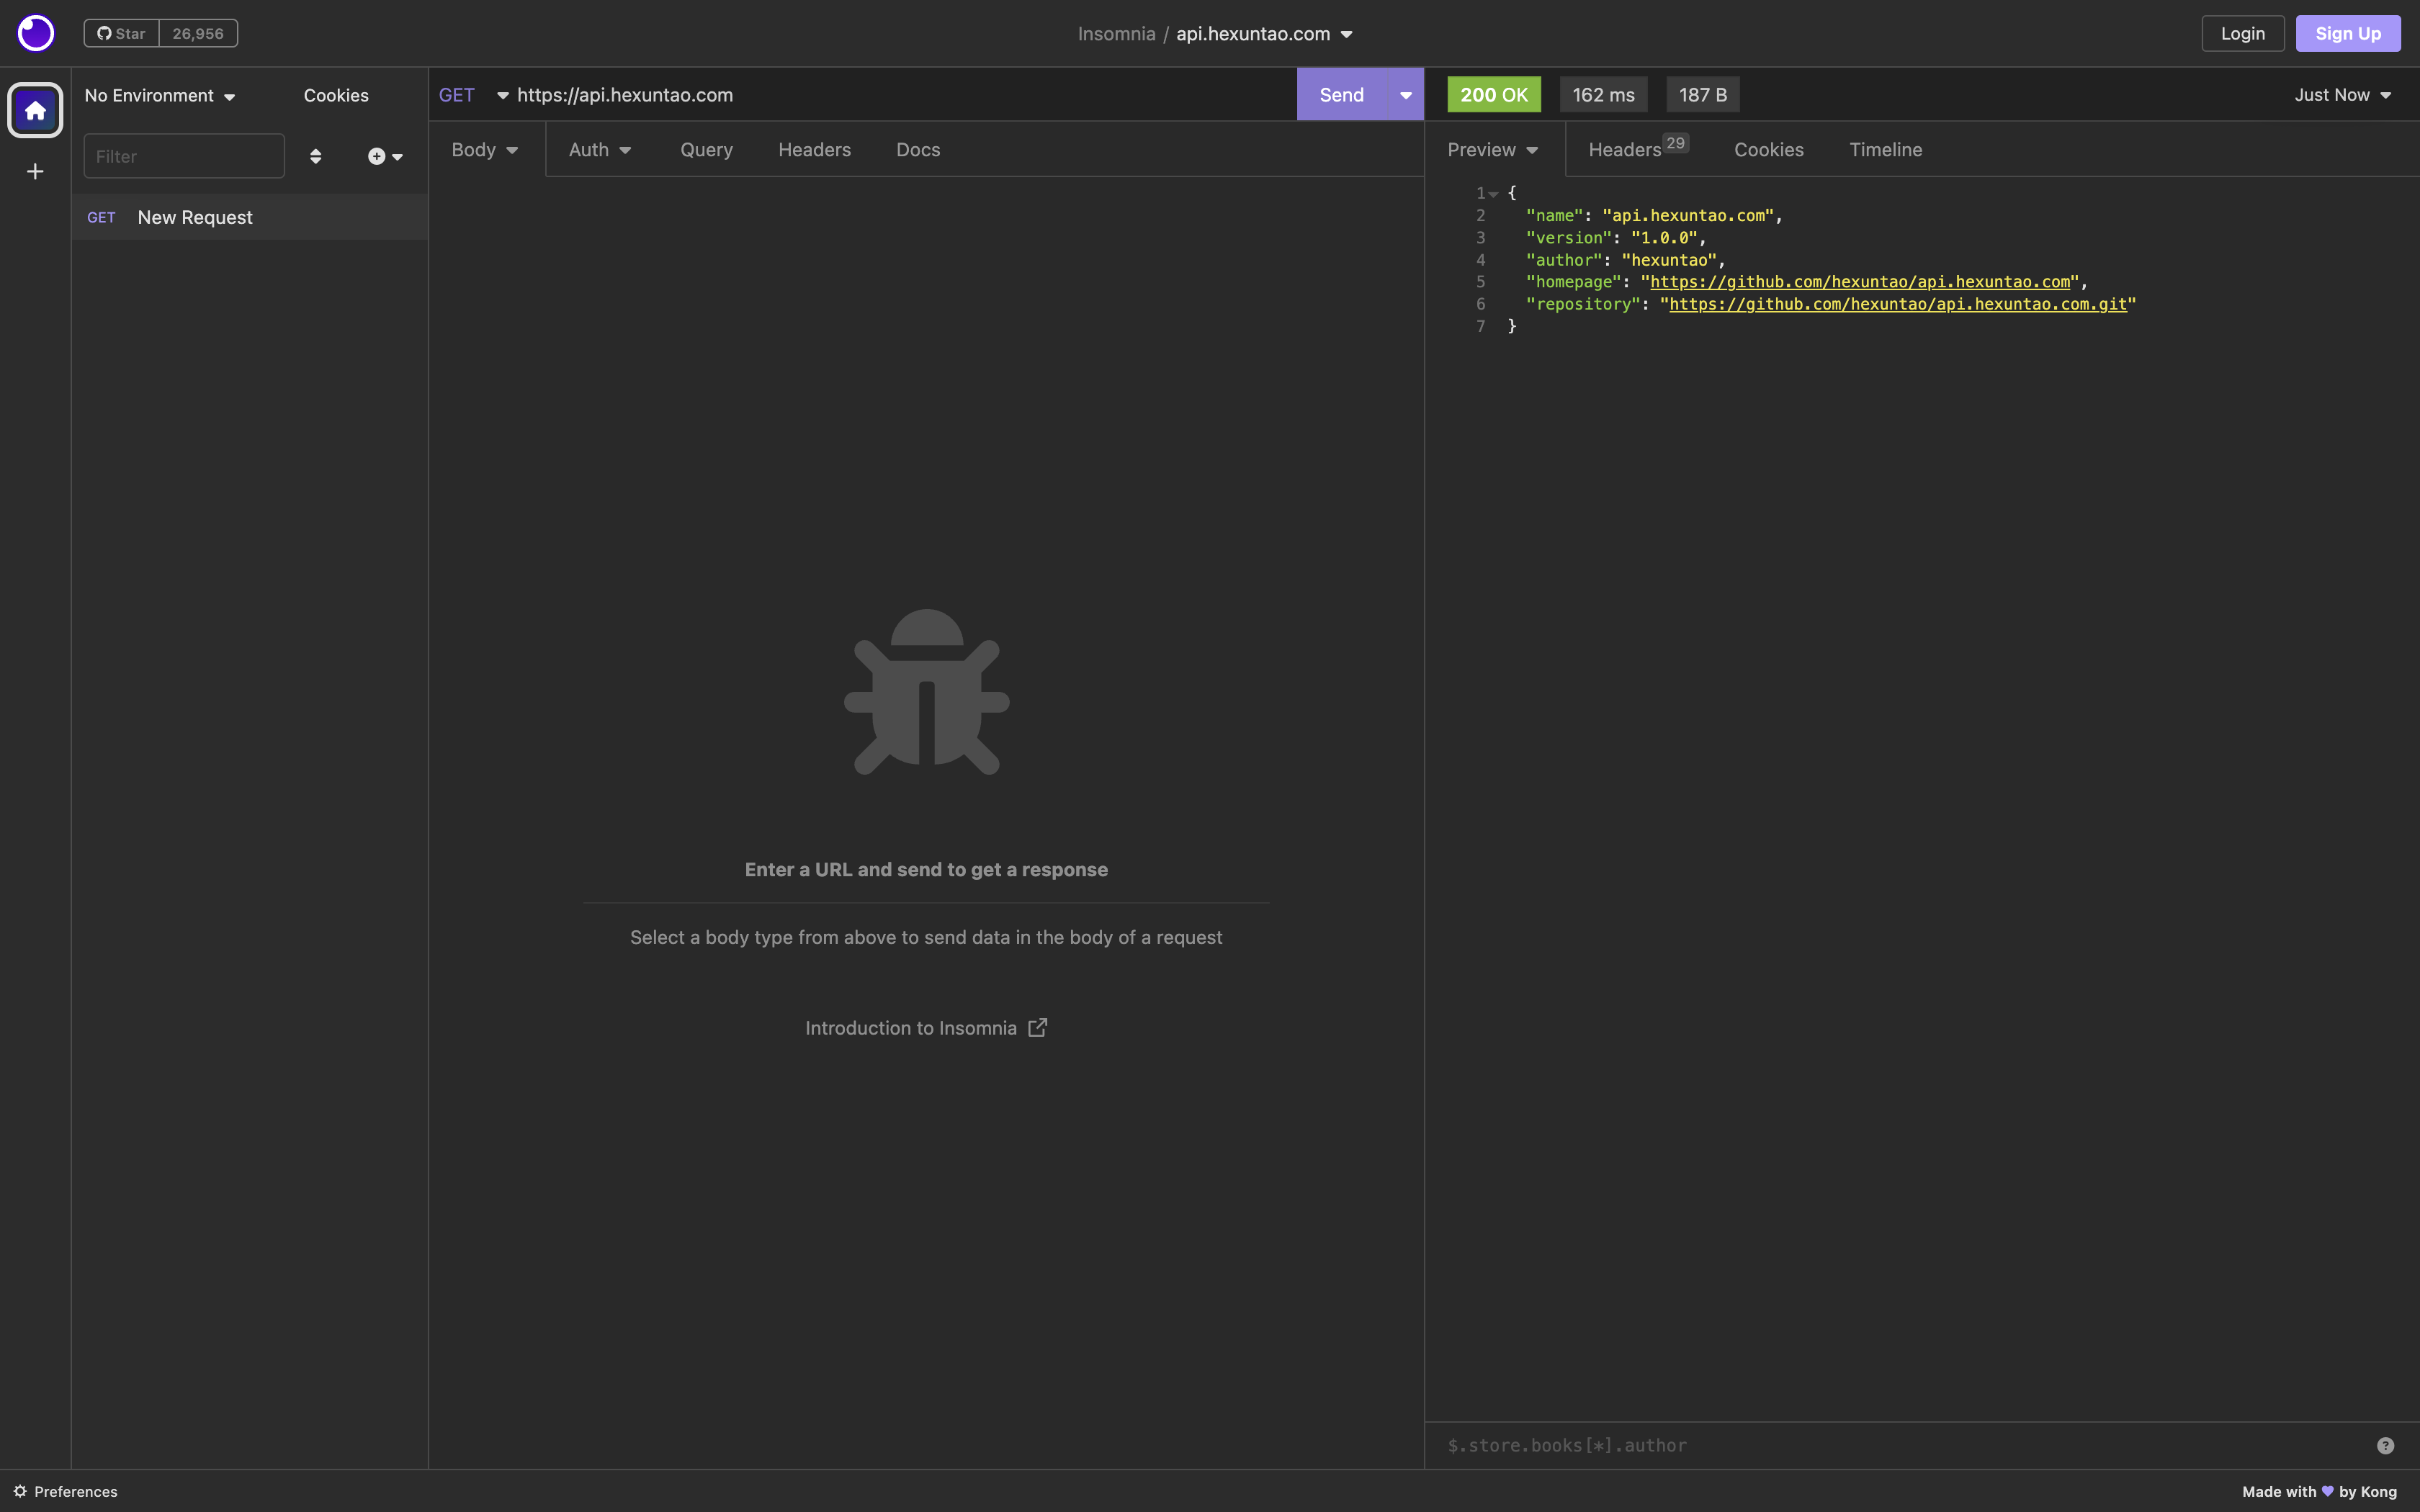 Star 26,956
Insomnia / api.hexuntao.com
Login
Sign Up
No Environment
Cookies
Filter
GET New Request
GET https://api.hexuntao.com
Send
Body
Auth
Query
Headers
Docs
Enter a URL and send to get a response
Select a body type from above to send data in the body of a request
Introduction to Insomnia
200 OK
162 ms
187 B
Just Now
Preview
Headers 29
Cookies
Timeline
1 {
2 "name": "api.hexuntao.com",
3 "version": "1.0.0",
4 "author": "hexuntao",
5 "homepage": "https://github.com/hexuntao/api.hexuntao.com",
6 "repository": "https://github.com/hexuntao/api.hexuntao.com.git"
7 }
$.store.books[*].author
Preferences
Made with 💜 by Kong